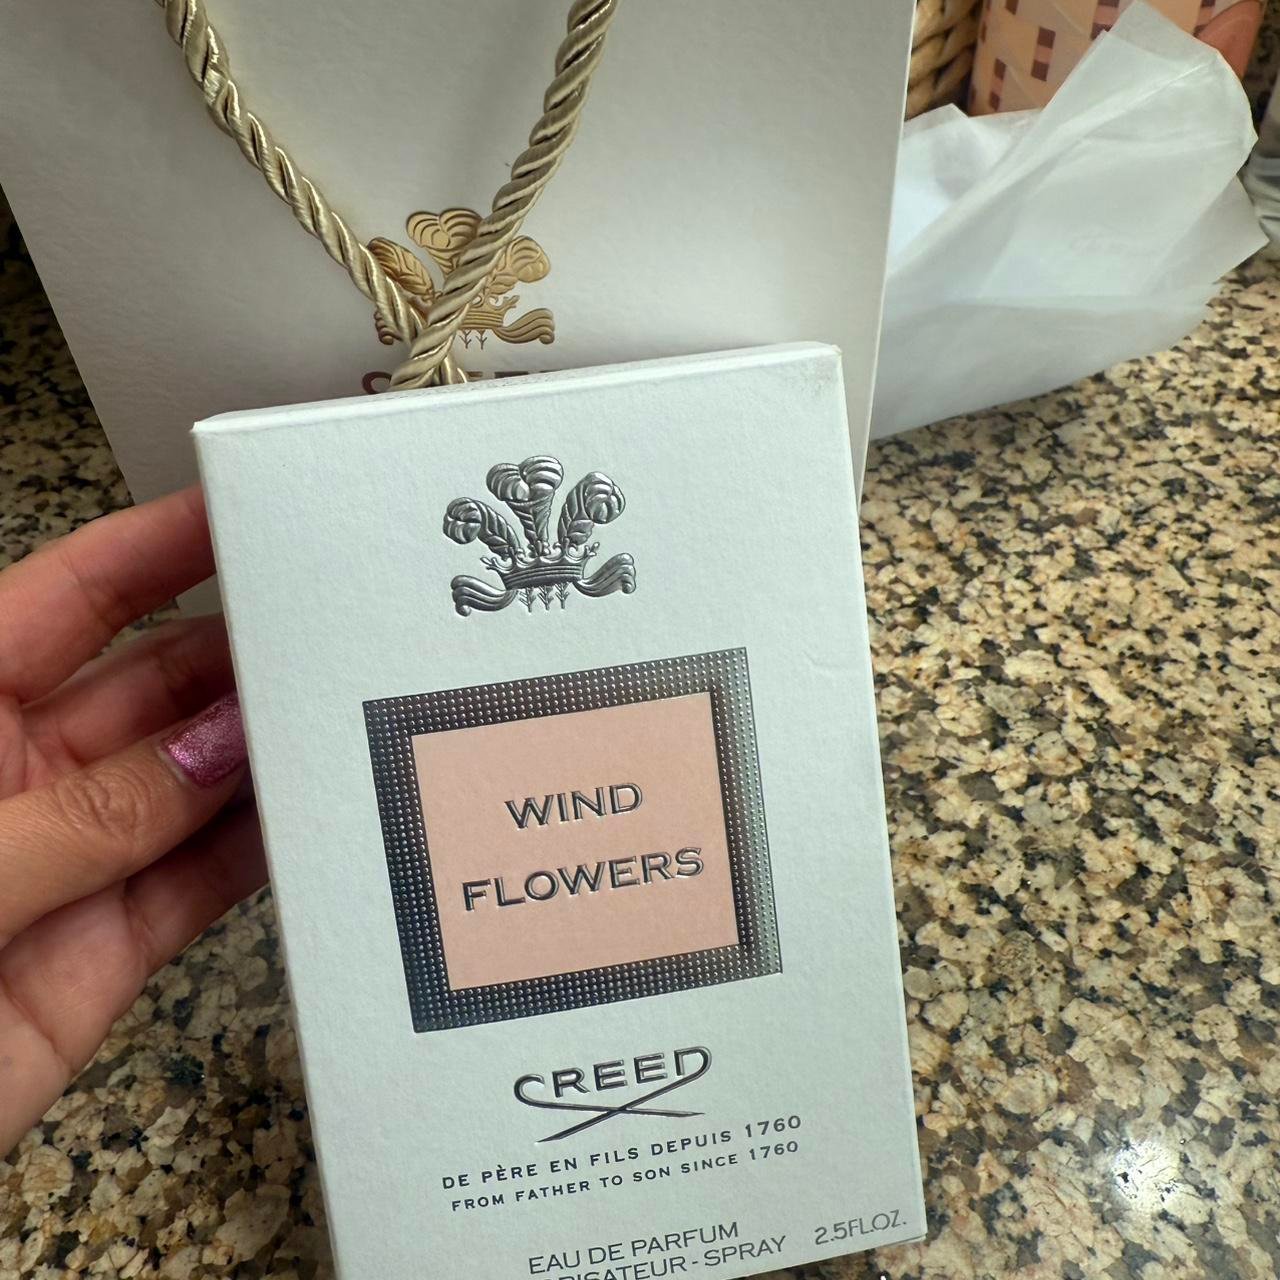 WIND
FLOWERS
CREED
DE PÈRE EN FILS DEPUIS 1760
FROM FATHER TO SON SINCE 1760
EAU DE PARFUM
- SPRAY 2.5FL.OZ.